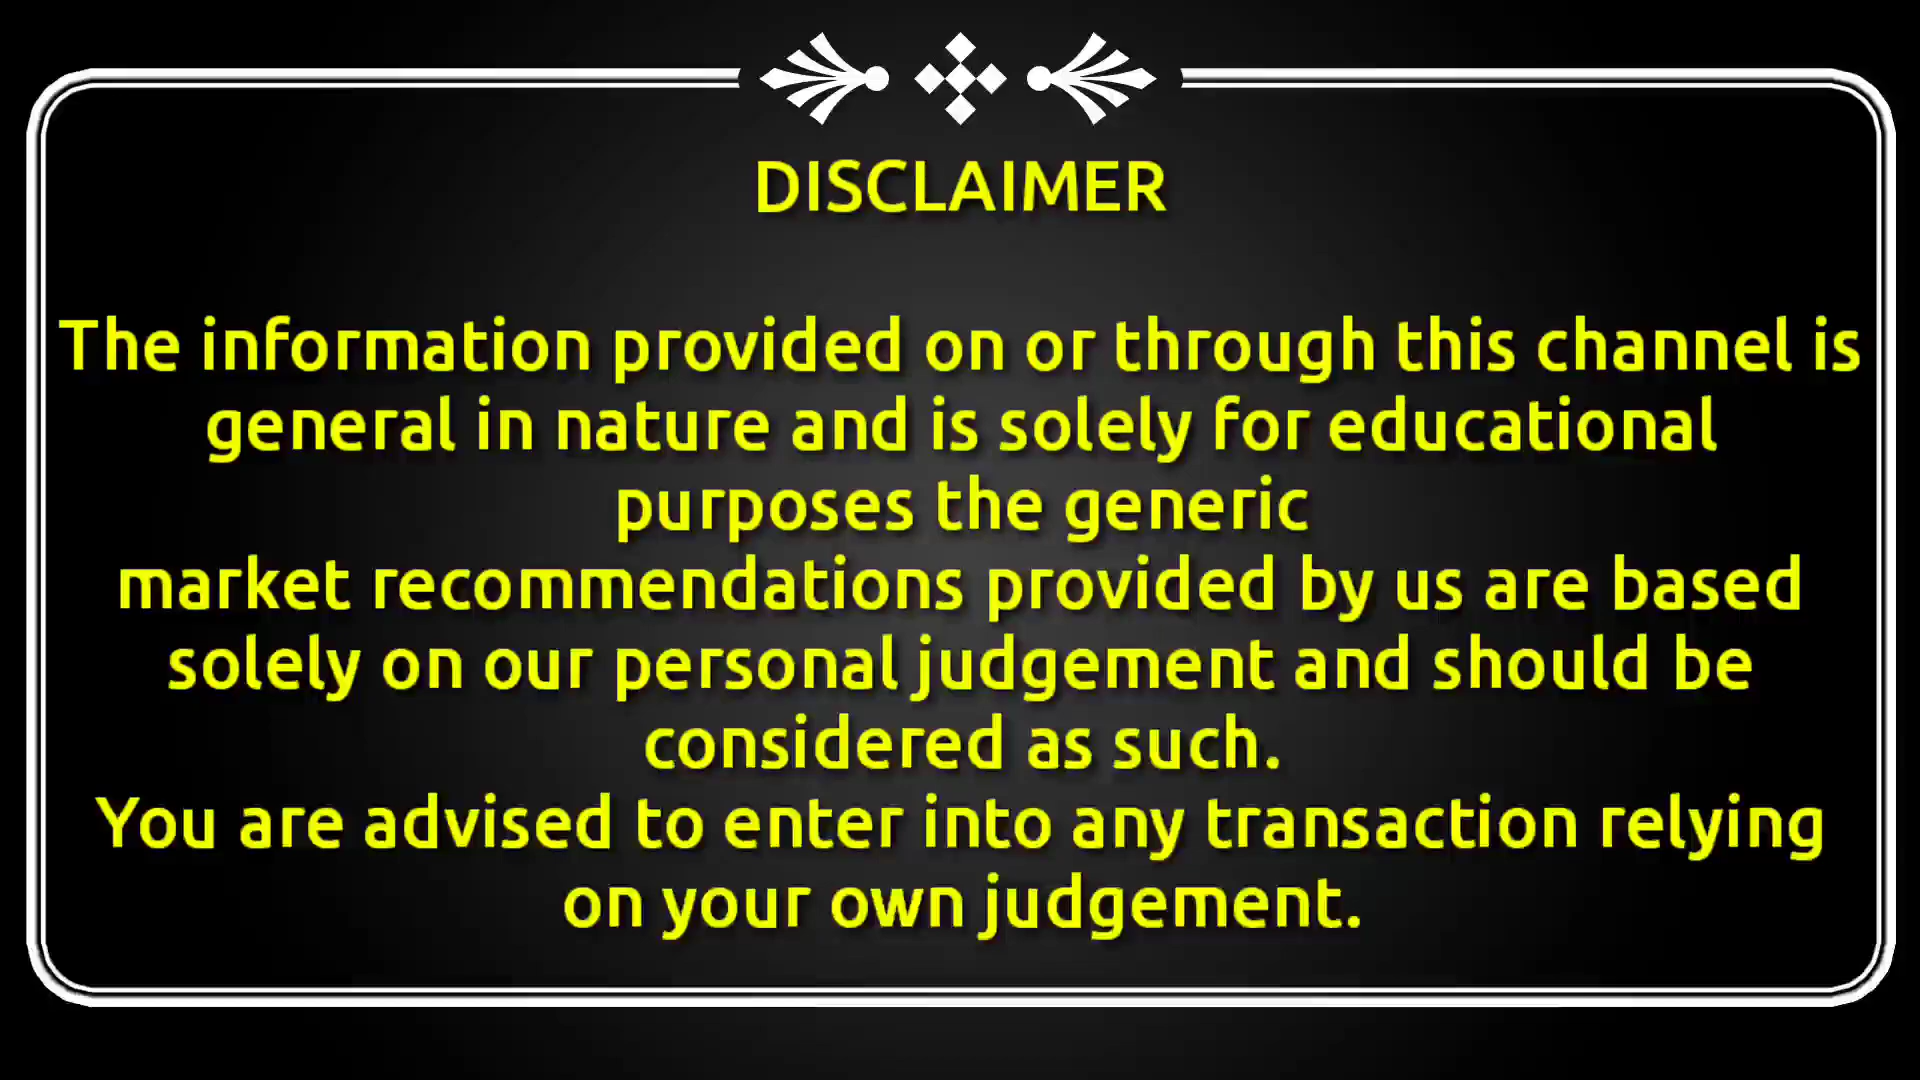 DISCLAIMER
The information provided on or through this channel is
general in nature and is solely for educational
purposes the generic
market recommendations provided by us are based
solely on our personal judgement and should be
considered as such.
You are advised to enter into any transaction relying
on your own judgement.